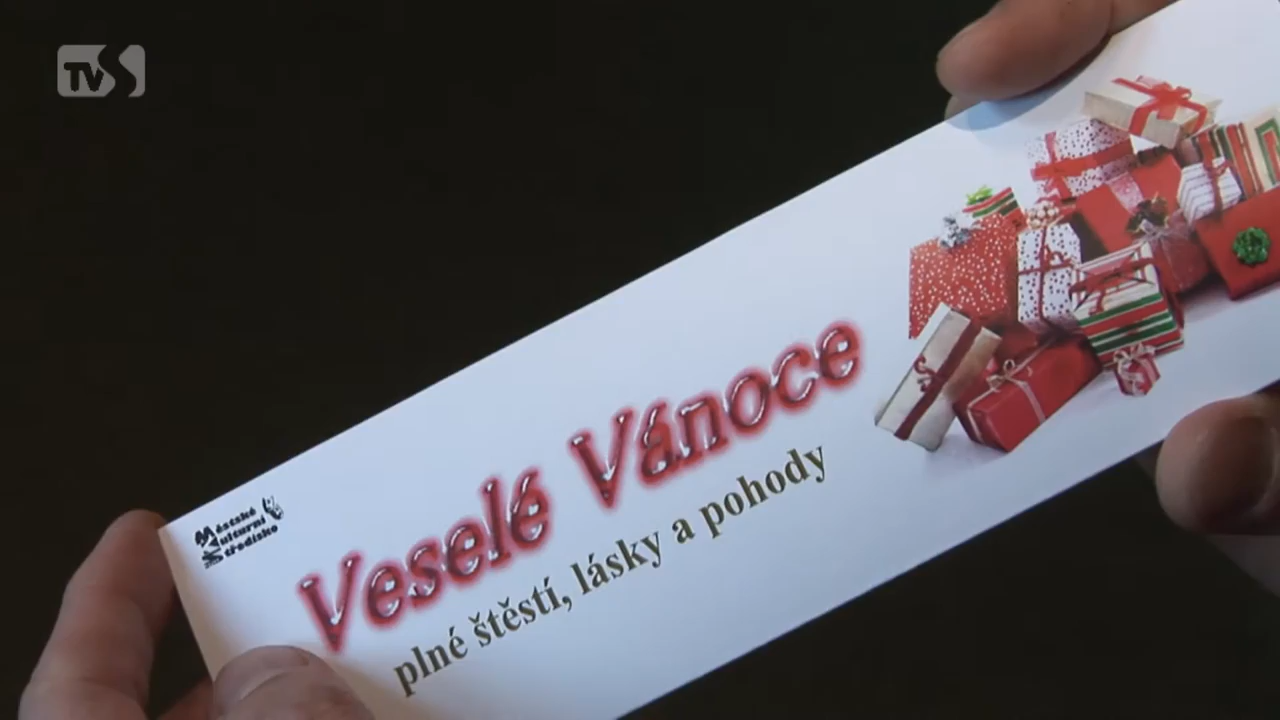 TVS
Městské
Kulturní
Středisko
Veselé Vánoce
plné štěstí, lásky a pohody